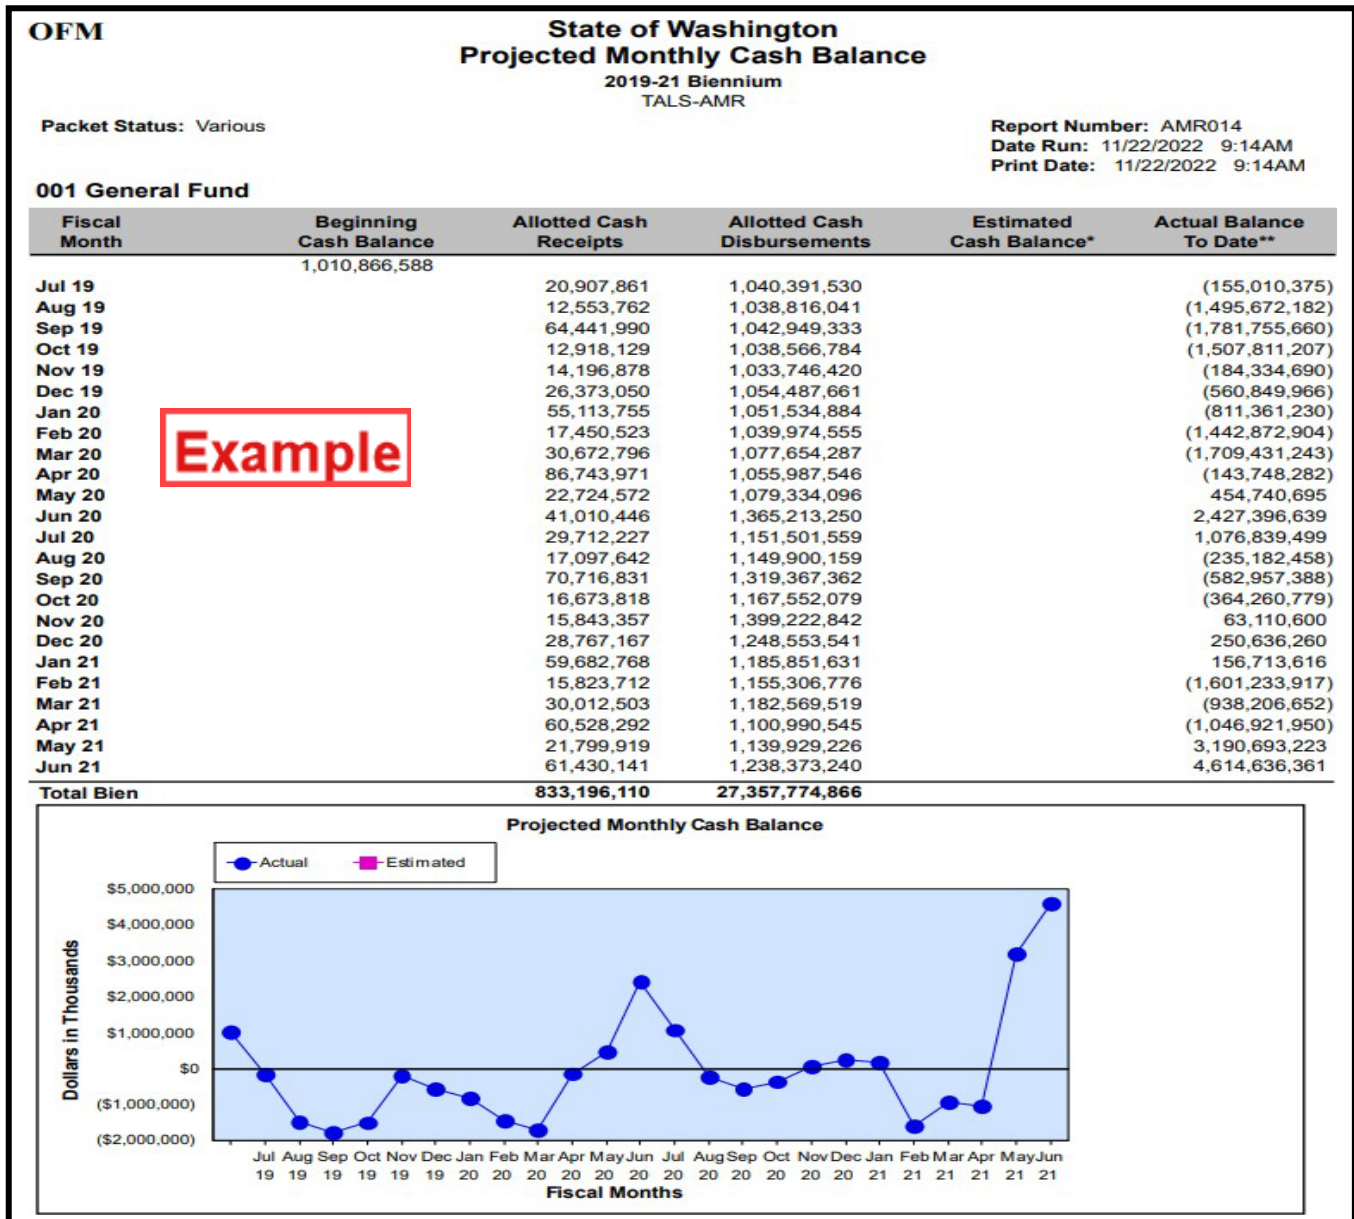 OFM
State of Washington
Projected Monthly Cash Balance
2019-21 Biennium
TALS-AMR
Packet Status: Various
Report Number: AMR014
Date Run: 11/22/2022 9:14AM
Print Date: 11/22/2022 9:14AM
001 General Fund
Fiscal Month Beginning Cash Balance Allotted Cash Receipts Allotted Cash Disbursements Estimated Cash Balance* Actual Balance To Date**
1,010,866,588
Jul 19 20,907,861 1,040,391,530 (155,010,375)
Aug 19 12,553,762 1,038,816,041 (1,495,672,182)
Sep 19 64,441,990 1,042,949,333 (1,781,755,660)
Oct 19 12,918,129 1,038,566,784 (1,507,811,207)
Nov 19 14,196,878 1,033,746,420 (184,334,690)
Dec 19 26,373,050 1,054,487,661 (560,849,966)
Jan 20 55,113,755 1,051,534,884 (811,361,230)
Feb 20 17,450,523 1,039,974,555 (1,442,872,904)
Mar 20 30,672,796 1,077,654,287 (1,709,431,243)
Apr 20 86,743,971 1,055,987,546 (143,748,282)
May 20 22,724,572 1,079,334,096 454,740,695
Jun 20 41,010,446 1,365,213,250 2,427,396,639
Jul 20 29,712,227 1,151,501,559 1,076,839,499
Aug 20 17,097,642 1,149,900,159 (235,182,458)
Sep 20 70,716,831 1,319,367,362 (582,957,388)
Oct 20 16,673,818 1,167,552,079 (364,260,779)
Nov 20 15,843,357 1,399,222,842 63,110,600
Dec 20 28,767,167 1,248,553,541 250,636,260
Jan 21 59,682,768 1,185,851,631 156,713,616
Feb 21 15,823,712 1,155,306,776 (1,601,233,917)
Mar 21 30,012,503 1,182,569,519 (938,206,652)
Apr 21 60,528,292 1,100,990,545 (1,046,921,950)
May 21 21,799,919 1,139,929,226 3,190,693,223
Jun 21 61,430,141 1,238,373,240 4,614,636,361
Example
Total Bien 833,196,110 27,357,774,866
Projected Monthly Cash Balance
Actual Estimated
Dollars in Thousands
$5,000,000
$4,000,000
$3,000,000
$2,000,000
$1,000,000
$0
($1,000,000)
($2,000,000)
Jul Aug Sep Oct Nov Dec Jan Feb Mar Apr May Jun Jul Aug Sep Oct Nov Dec Jan Feb Mar Apr May Jun
19 19 19 19 19 19 20 20 20 20 20 20 20 20 20 20 20 20 21 21 21 21 21 21
Fiscal Months